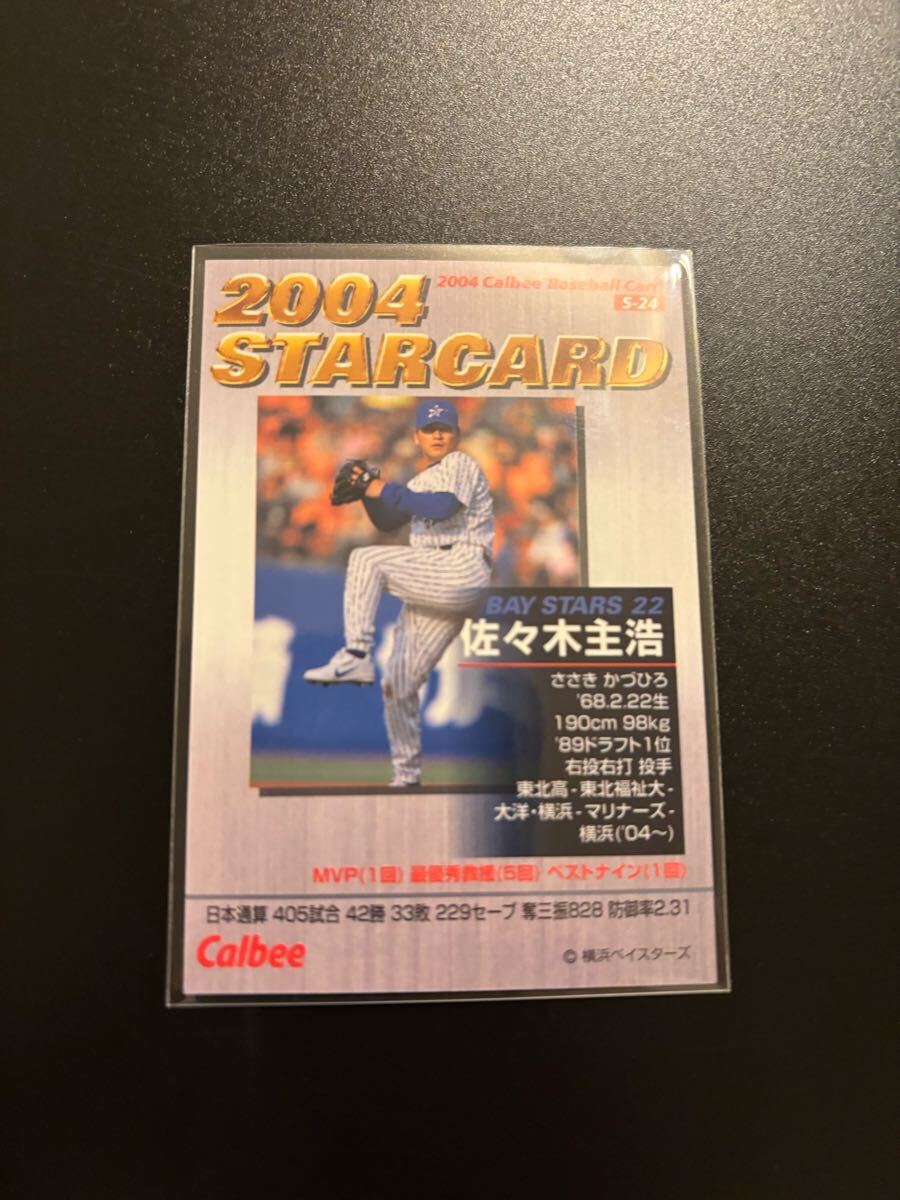 2004 Calbee Baseball Card
S-24
2004
STARCARD
BAY STARS 22
佐々木主浩
ささき かづひろ
'68.2.22生
190cm 98kg
'89ドラフト1位
右投右打 投手
東北高-東北福祉大-
大洋・横浜-マリナーズ-
横浜('04～)
MVP(1回) 最優秀救援(5回) ベストナイン(1回)
日本通算 405試合 42勝 33敗 229セーブ 奪三振828 防御率2.31
Calbee
© 横浜ベイスターズ